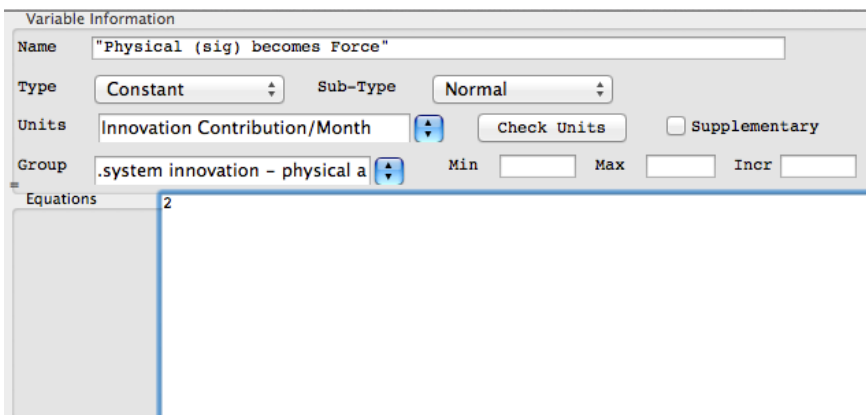 Variable Information
Name "Physical (sig) becomes Force"
Type Constant Sub-Type Normal
Units Innovation Contribution/Month Check Units Supplementary
Group .system innovation - physical a Min Max Incr
=
Equations 2